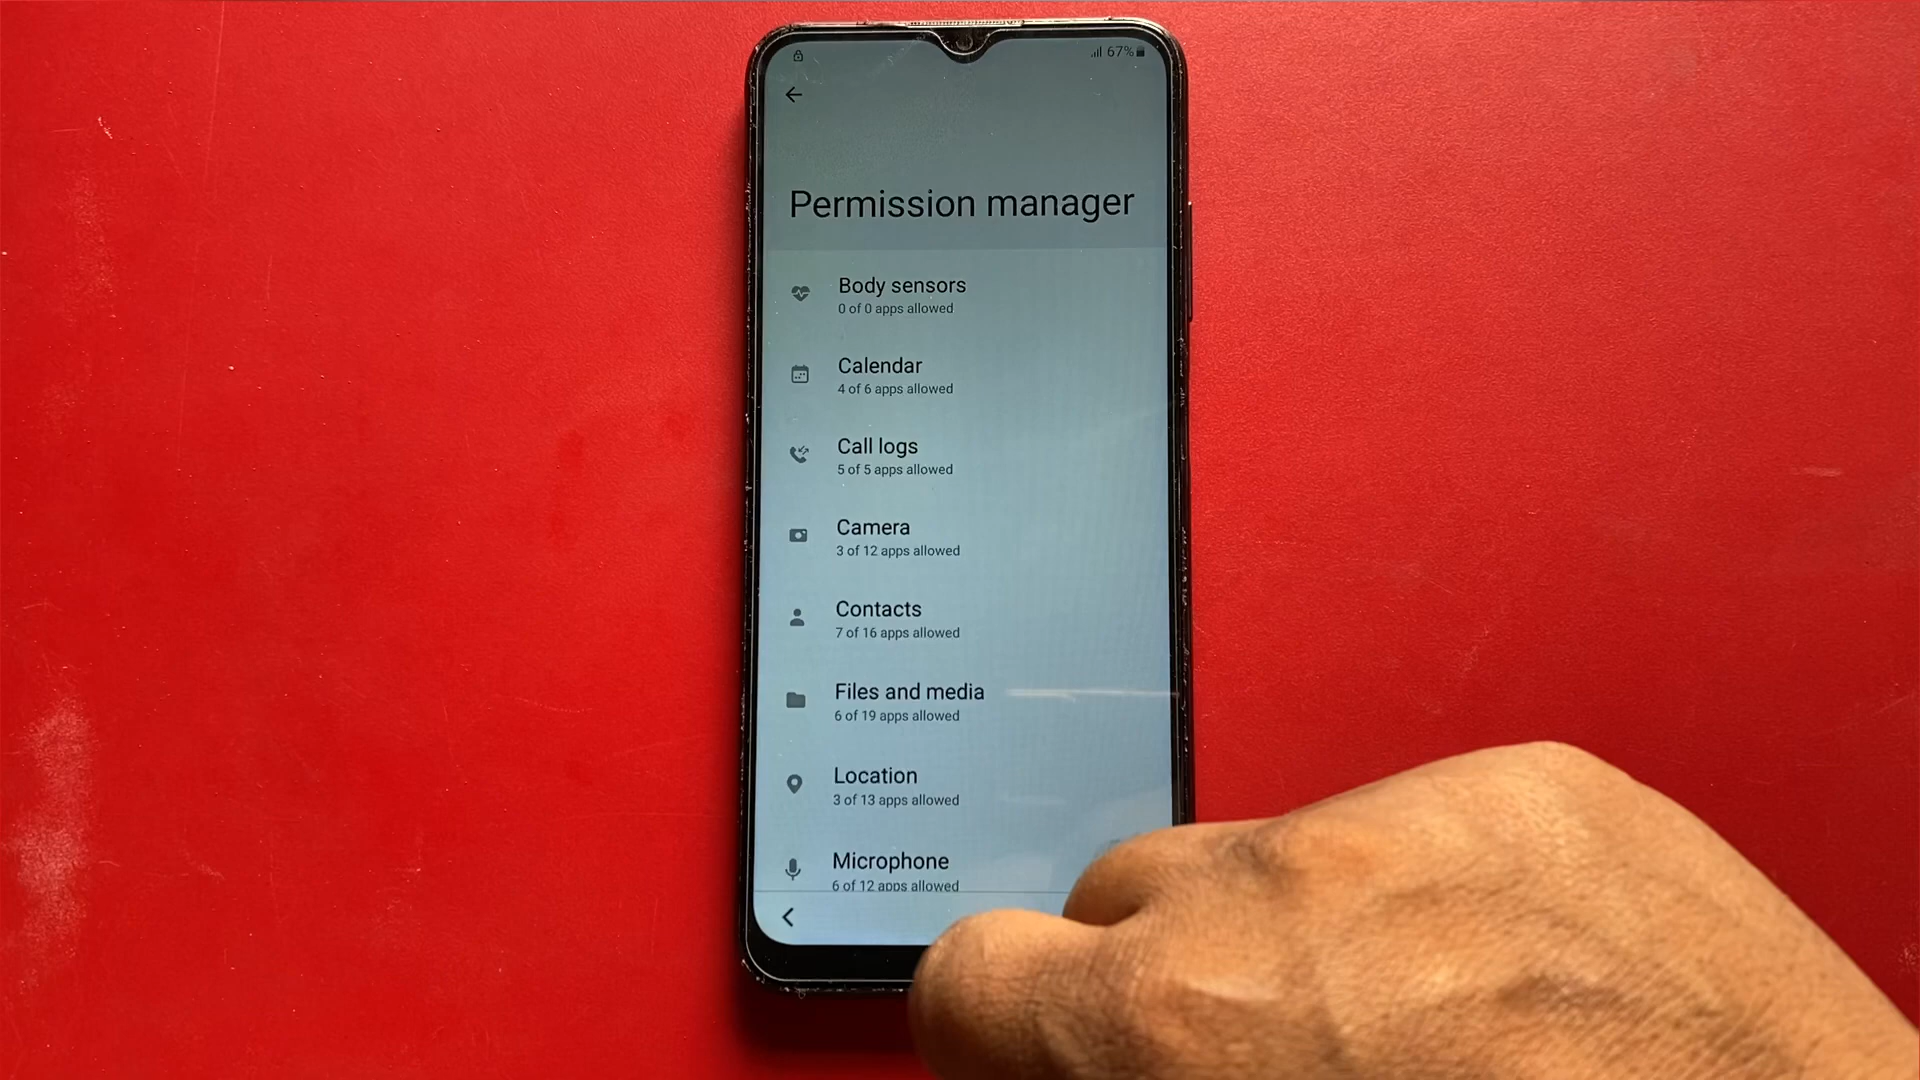 67%
Permission manager
Body sensors
0 of 0 apps allowed
Calendar
4 of 6 apps allowed
Call logs
5 of 5 apps allowed
Camera
3 of 12 apps allowed
Contacts
7 of 16 apps allowed
Files and media
6 of 19 apps allowed
Location
3 of 13 apps allowed
Microphone
6 of 12 apps allowed